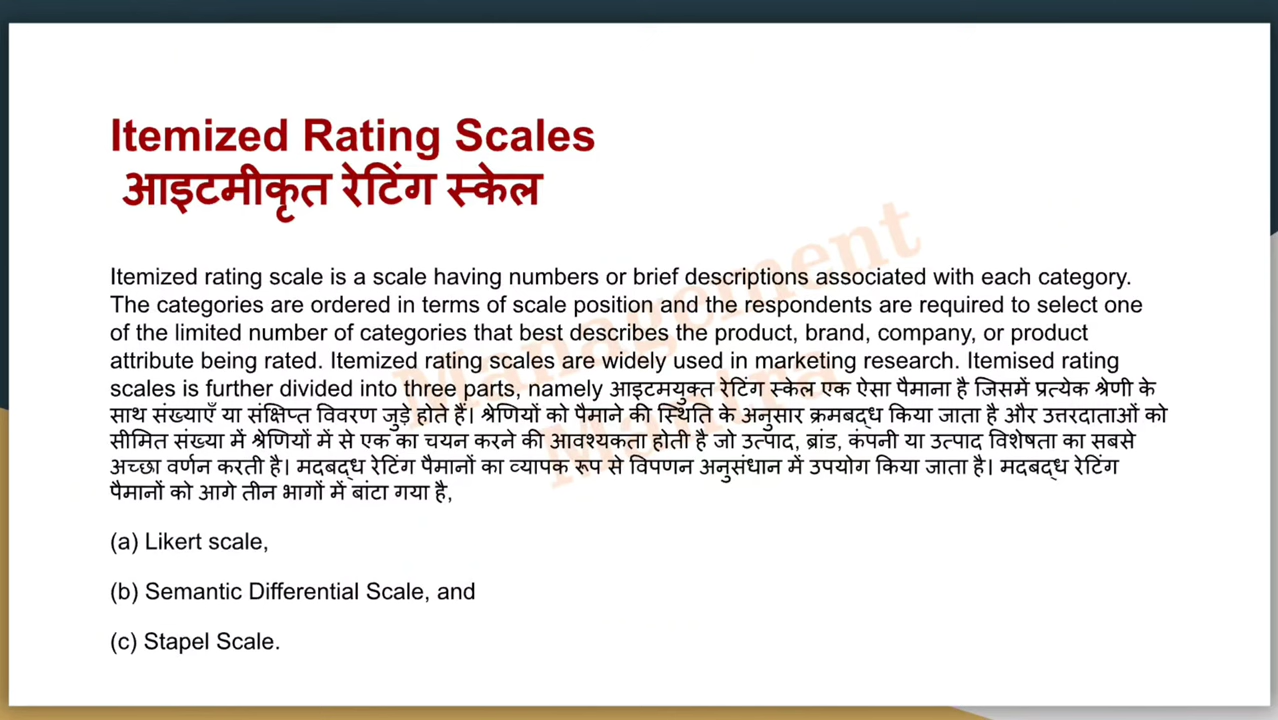 Itemized Rating Scales
आइटमीकृत रेटिंग स्केल
Itemized rating scale is a scale having numbers or brief descriptions associated with each category.
The categories are ordered in terms of scale position and the respondents are required to select one
of the limited number of categories that best describes the product, brand, company, or product
attribute being rated. Itemized rating scales are widely used in marketing research. Itemised rating
scales is further divided into three parts, namely आइटमयुक्त रेटिंग स्केल एक ऐसा पैमाना है जिसमें प्रत्येक श्रेणी के
साथ संख्याएँ या संक्षिप्त विवरण जुड़े होते हैं। श्रेणियों को पैमाने की स्थिति के अनुसार क्रमबद्ध किया जाता है और उत्तरदाताओं को
सीमित संख्या में श्रेणियों में से एक का चयन करने की आवश्यकता होती है जो उत्पाद, ब्रांड, कंपनी या उत्पाद विशेषता का सबसे
अच्छा वर्णन करती है। मदबद्ध रेटिंग पैमानों का व्यापक रूप से विपणन अनुसंधान में उपयोग किया जाता है। मदबद्ध रेटिंग
पैमानों को आगे तीन भागों में बांटा गया है,
(a) Likert scale,
(b) Semantic Differential Scale, and
(c) Stapel Scale.
Management
Mantra